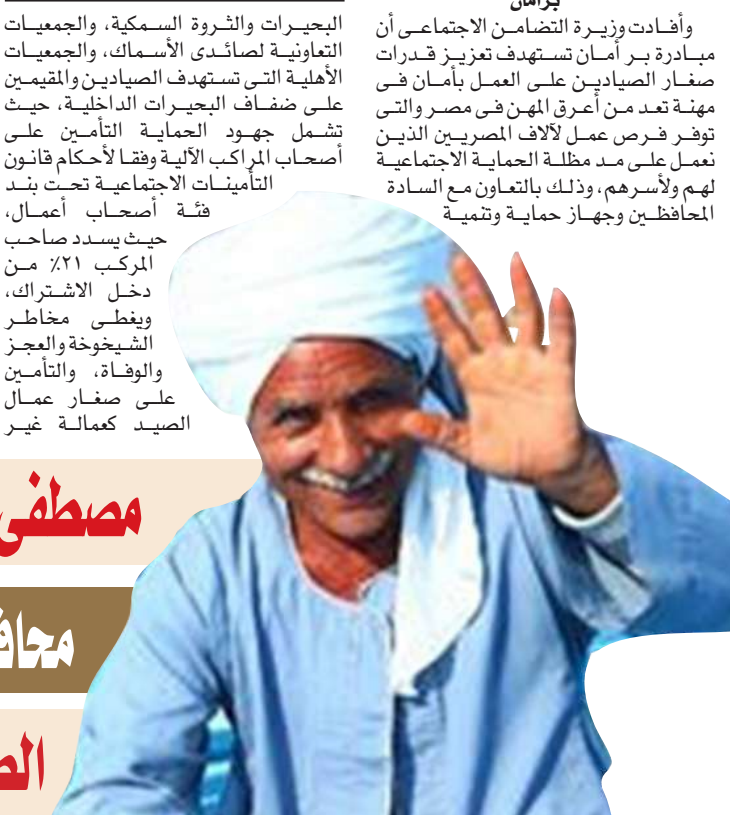 بر أمان
وأفادت وزيرة التضامن الاجتماعى أن
مبادرة بر أمان تستهدف تعزيز قدرات
صغار الصيادين على العمل بأمان فى
مهنة تعد من أعرق المهن فى مصر والتى
توفر فرص عمل لآلاف المصريين الذين
نعمل على مد مظلة الحماية الاجتماعية
لهم ولأسرهم، وذلك بالتعاون مع السادة
المحافظين وجهاز حماية وتنمية
البحيرات والثروة السمكية، والجمعيات
التعاونية لصائدى الأسماك، والجمعيات
الأهلية التى تستهدف الصيادين والمقيمين
على ضفاف البحيرات الداخلية، حيث
تشمل جهود الحماية التأمين على
أصحاب المراكب الآلية وفقا لأحكام قانون
التأمينات الاجتماعية تحت بند
فئة أصحاب أعمال،
حيث يسدد صاحب
المركب ٢١٪ من
دخل الاشتراك،
ويغطى مخاطر
الشيخوخة والعجز
والوفاة، والتأمين
على صغار عمال
الصيد كعمالة غير
مصطفى